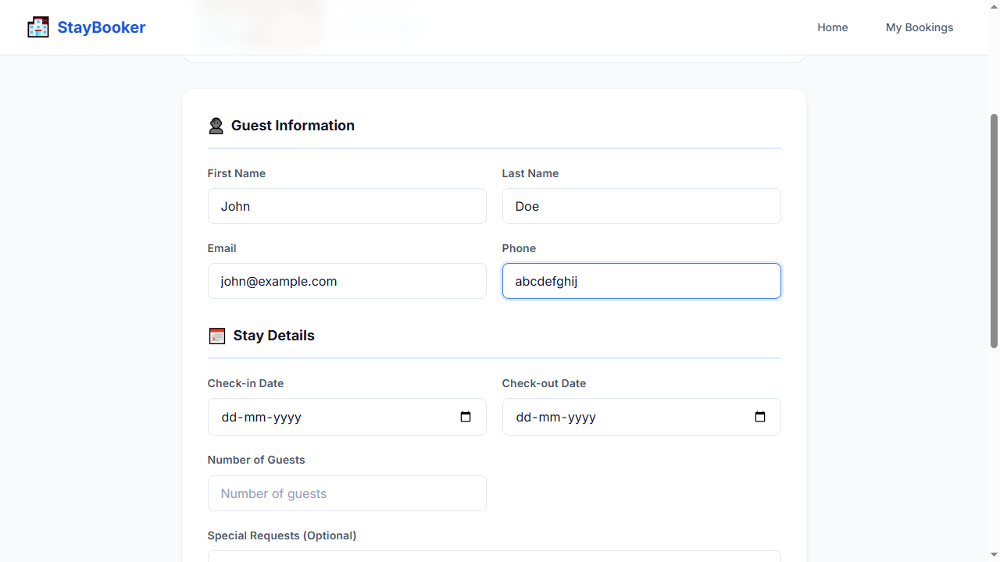 StayBooker
Home
My Bookings
Guest Information
First Name
Last Name
John
Doe
Email
Phone
john@example.com
abcdefghij
Stay Details
Check-in Date
Check-out Date
dd-mm-yyyy
dd-mm-yyyy
Number of Guests
Number of guests
Special Requests (Optional)